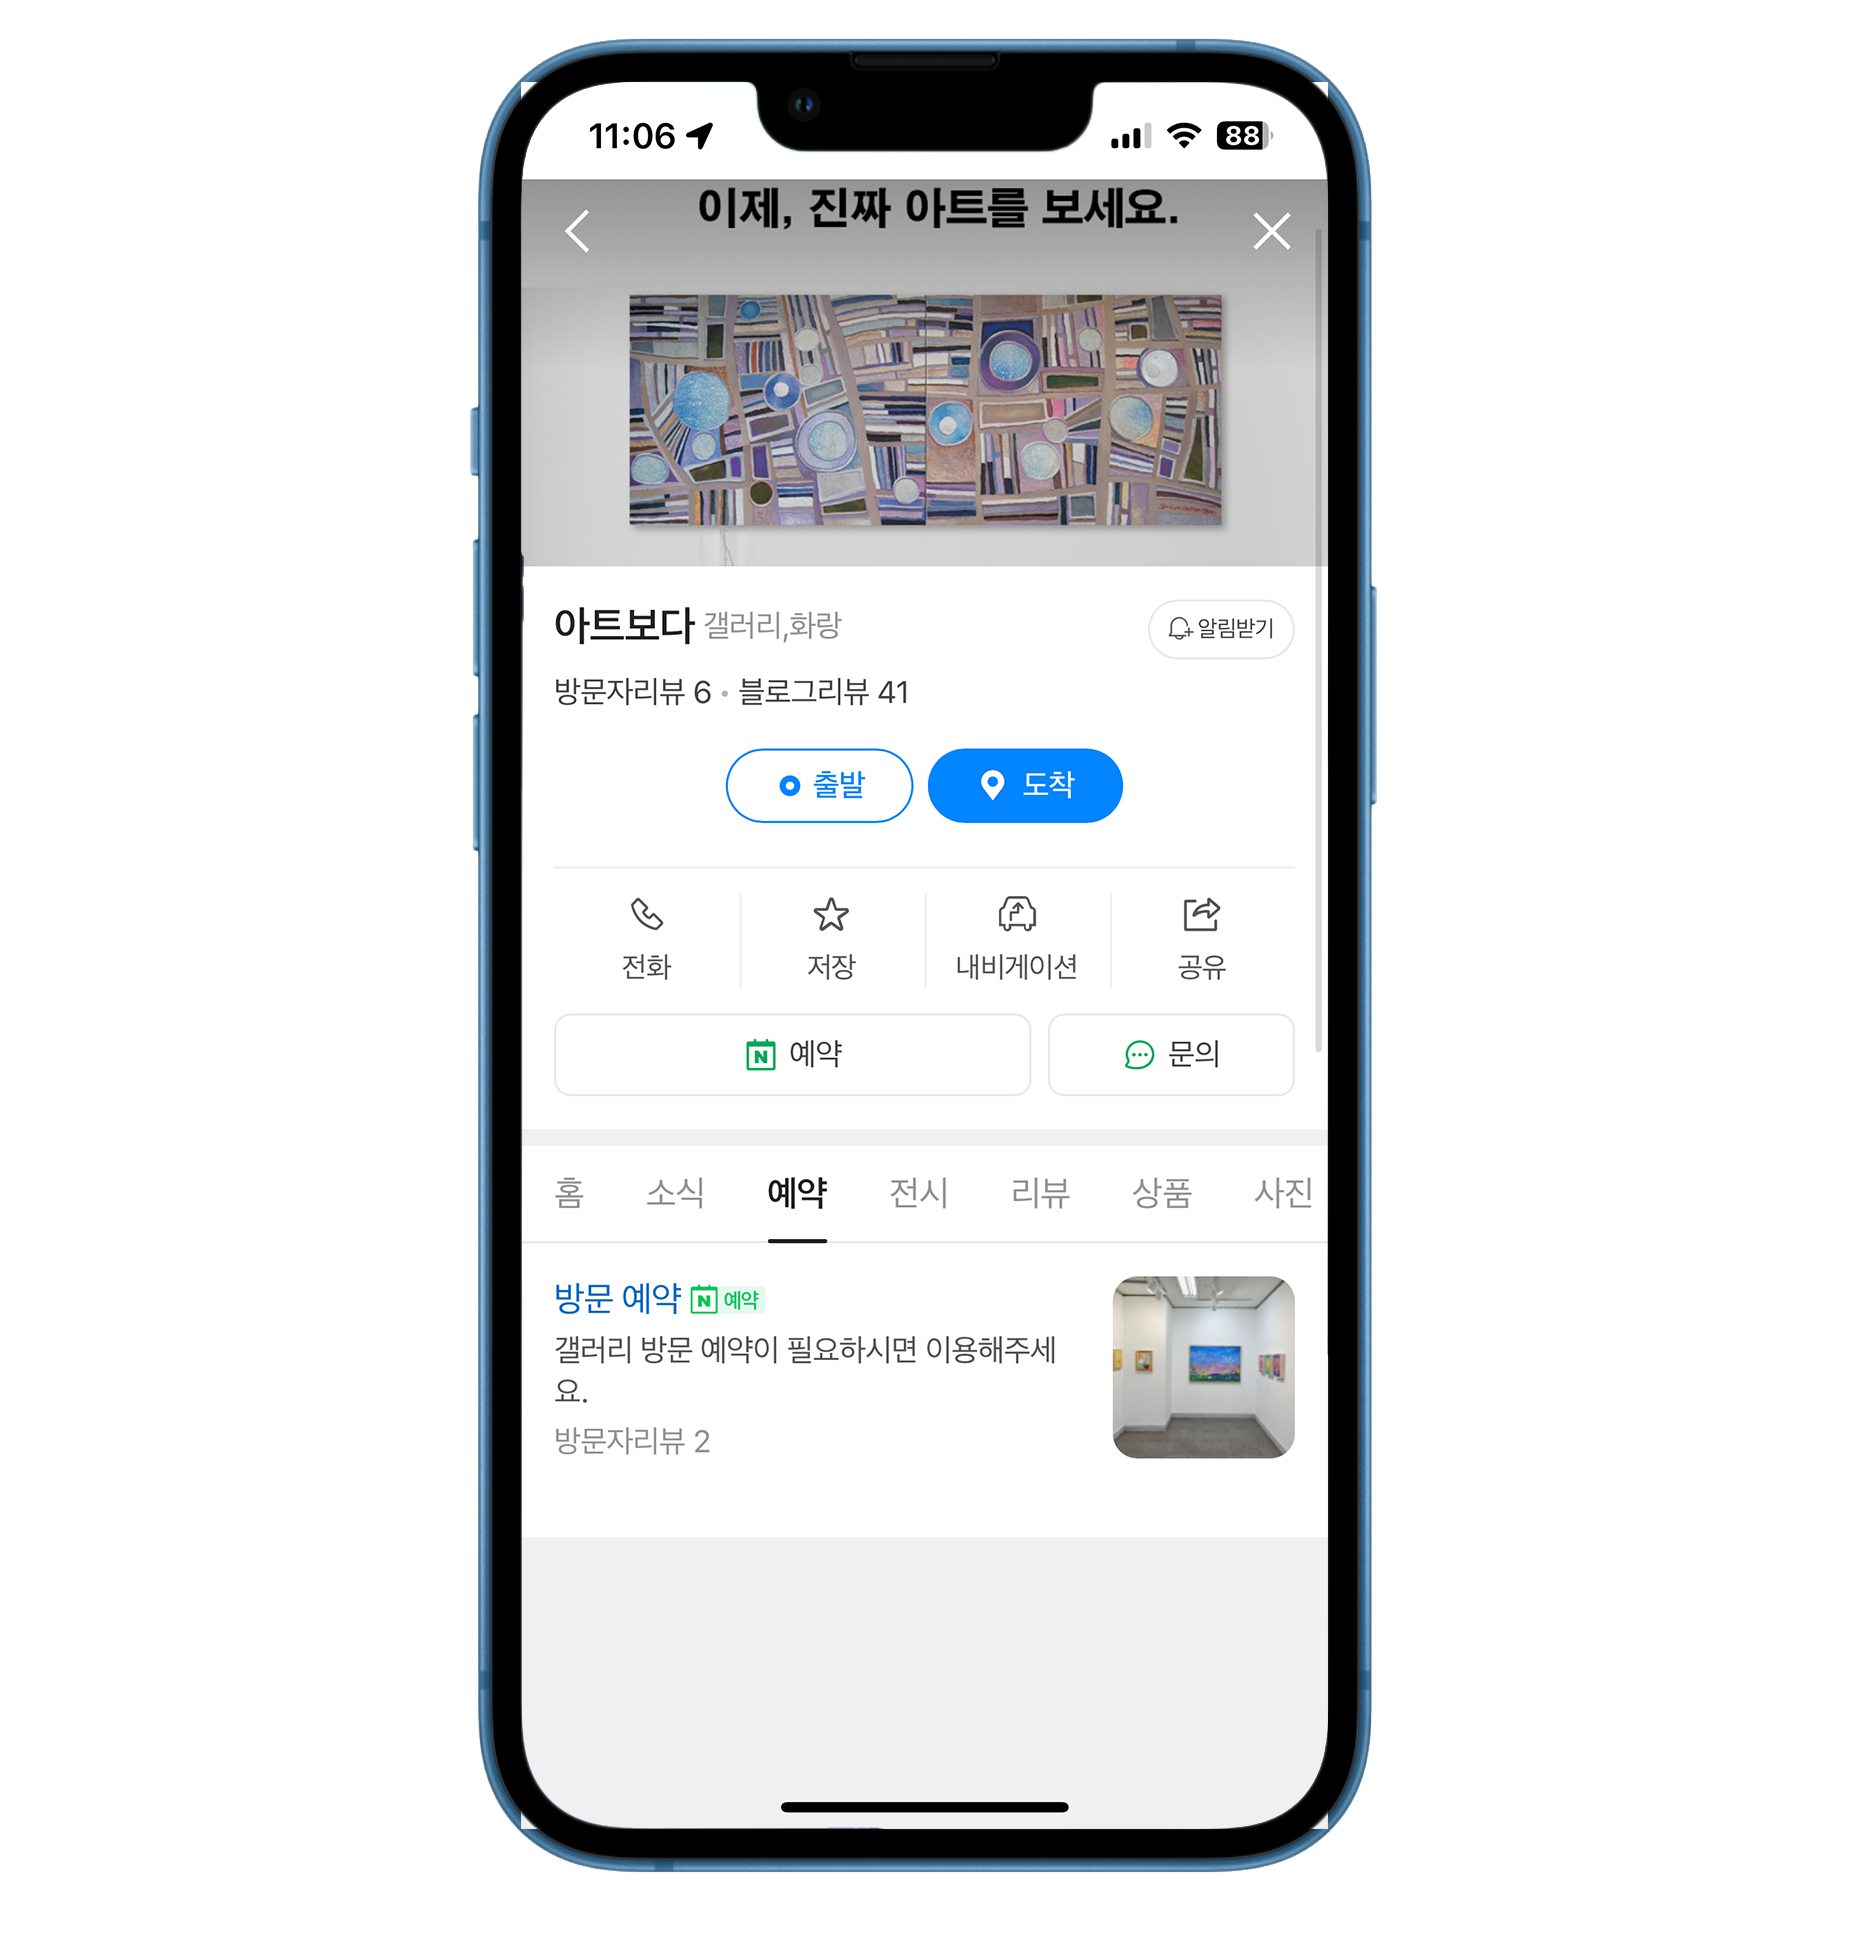 11:06
88
이제, 진짜 아트를 보세요.
아트보다 갤러리,화랑
알림받기
방문자리뷰 6 • 블로그리뷰 41
출발 도착
전화 저장 내비게이션 공유
N 예약 문의
홈 소식 예약 전시 리뷰 상품 사진
방문 예약 N 예약
갤러리 방문 예약이 필요하시면 이용해주세
요.
방문자리뷰 2